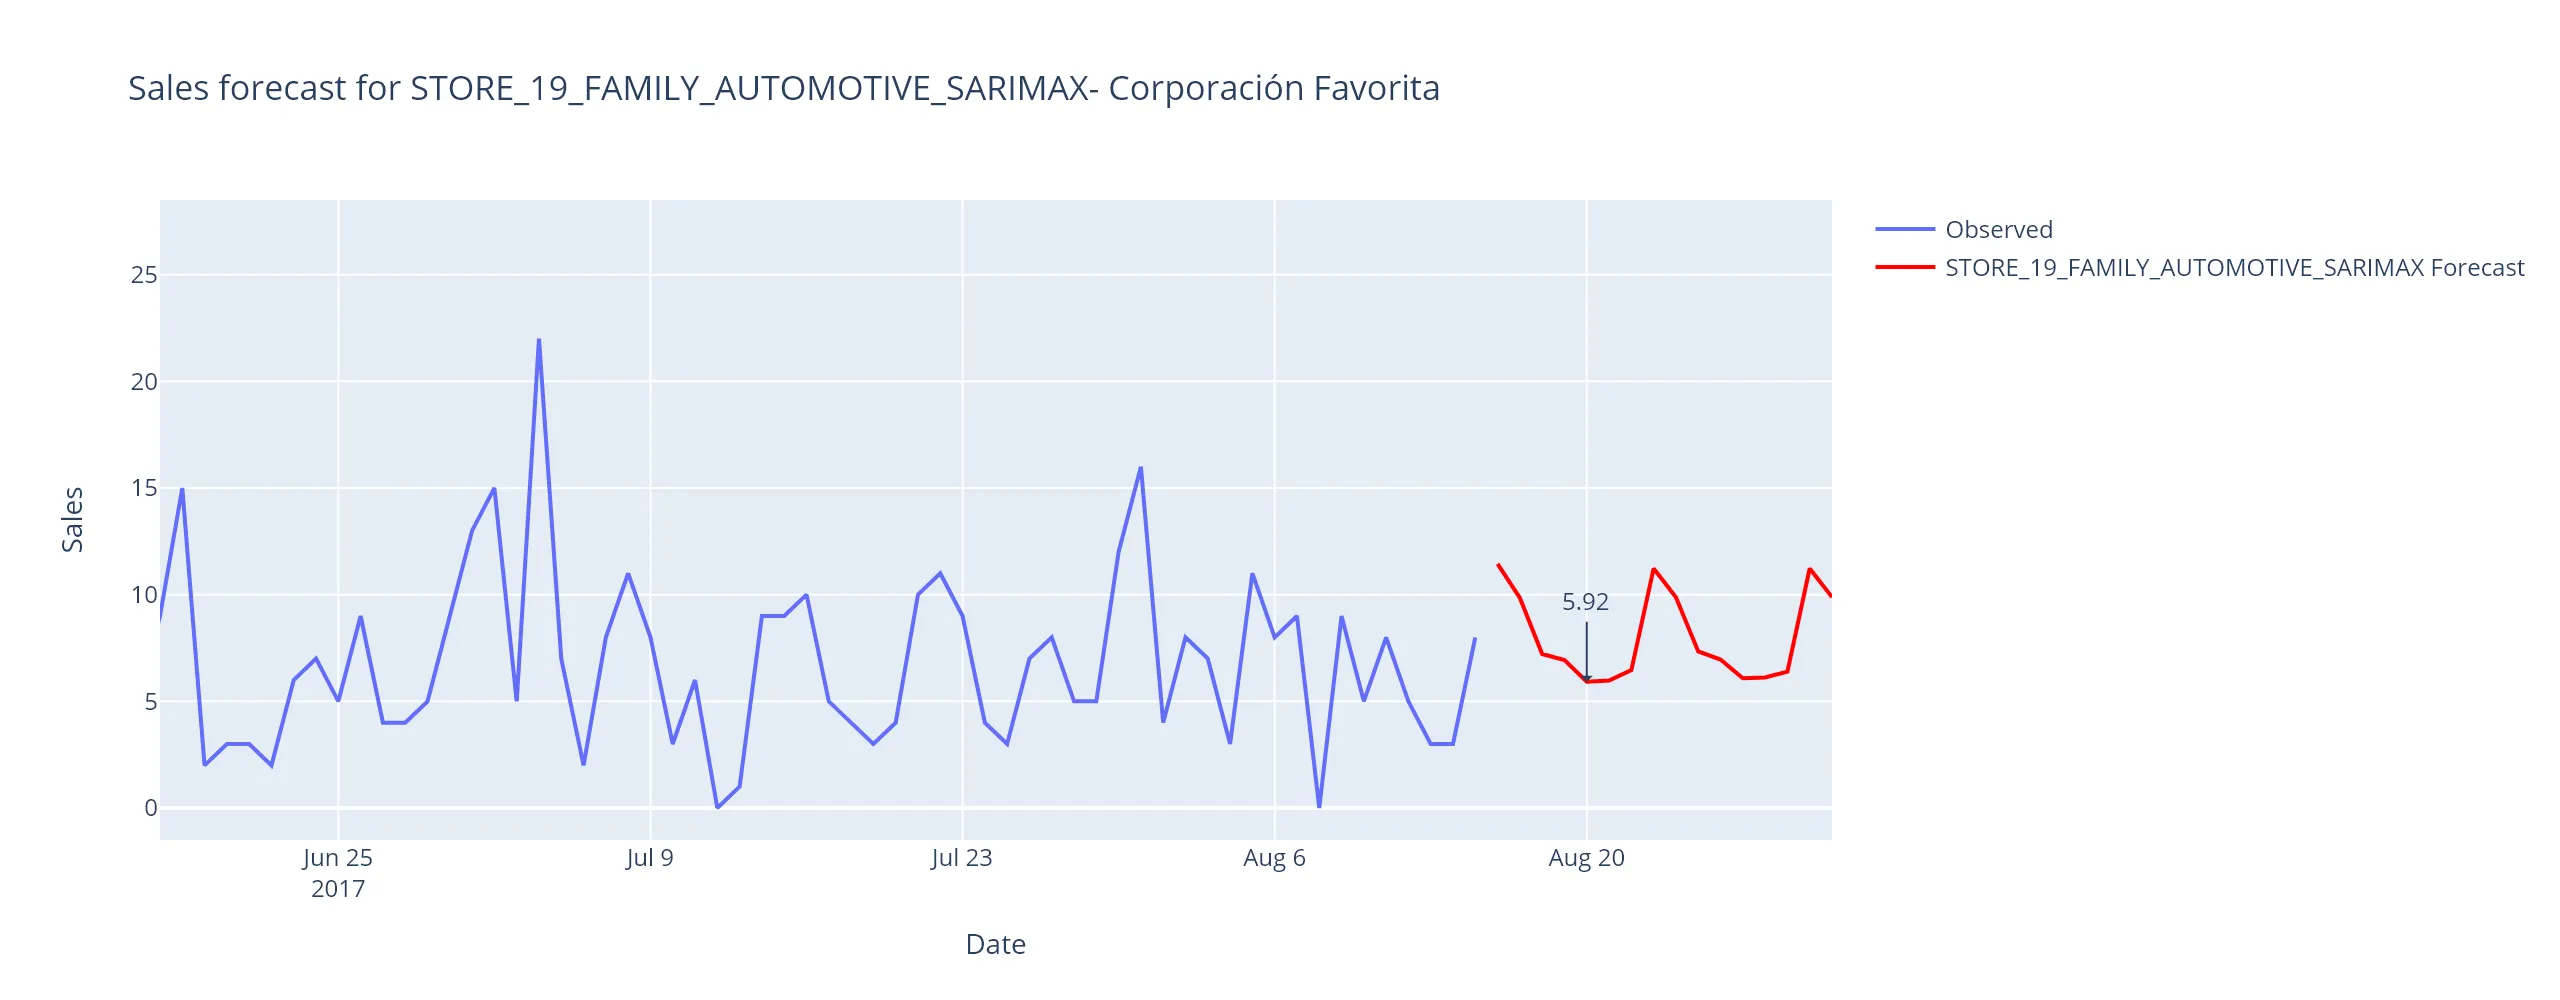 Sales forecast for STORE_19_FAMILY_AUTOMOTIVE_SARIMAX- Corporación Favorita
Observed
STORE_19_FAMILY_AUTOMOTIVE_SARIMAX Forecast
25
20
15
10
5
0
Sales
5.92
Jun 25
2017
Jul 9
Jul 23
Aug 6
Aug 20
Date